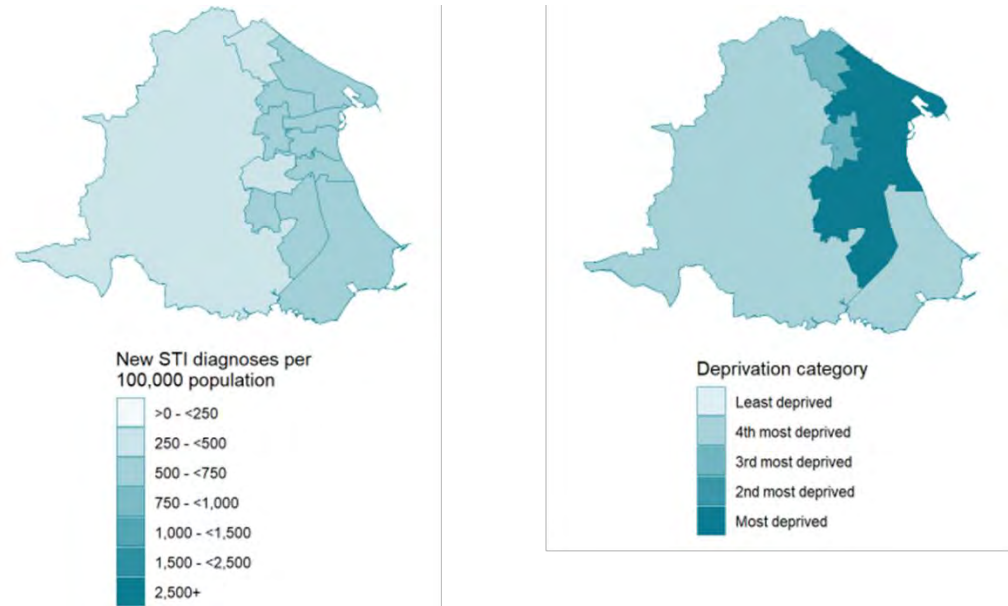 New STI diagnoses per
100,000 population
>0 - <250
250 - <500
500 - <750
750 - <1,000
1,000 - <1,500
1,500 - <2,500
2,500+
Deprivation category
Least deprived
4th most deprived
3rd most deprived
2nd most deprived
Most deprived